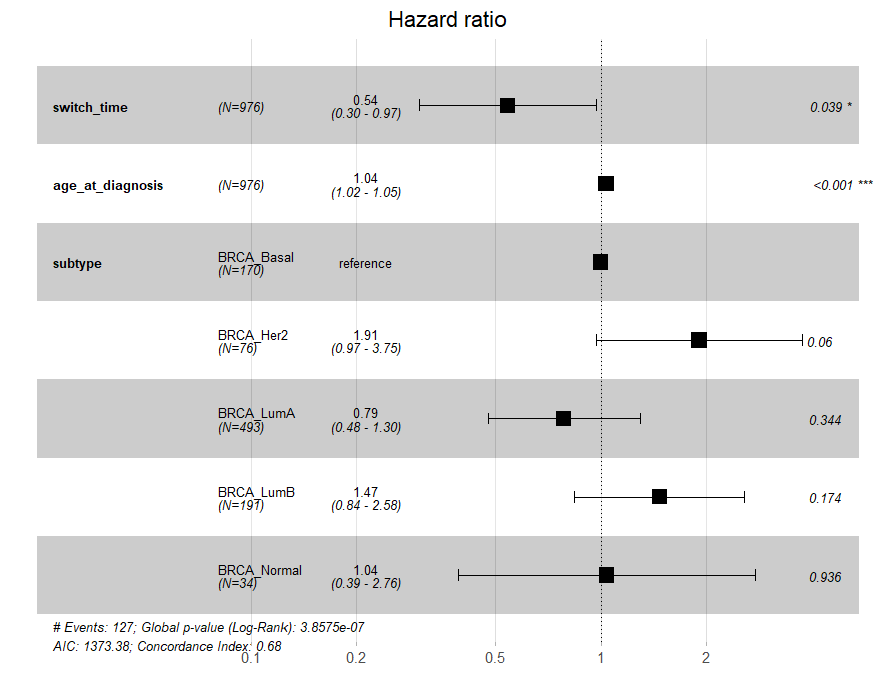 Hazard ratio
switch_time (N=976) 0.54 0.039 *
(0.30 - 0.97)
age_at_diagnosis (N=976) 1.04 <0.001 ***
(1.02 - 1.05)
subtype BRCA_Basal reference
(N=170)
BRCA_Her2 1.91 0.06
(N=76) (0.97 - 3.75)
BRCA_LumA 0.79 0.344
(N=493) (0.48 - 1.30)
BRCA_LumB 1.47 0.174
(N=191) (0.84 - 2.58)
BRCA_Normal 1.04 0.936
(N=34) (0.39 - 2.76)
# Events: 127; Global p-value (Log-Rank): 3.8575e-07
AIC: 1373.38; Concordance Index: 0.68
0.1 0.2 0.5 1 2